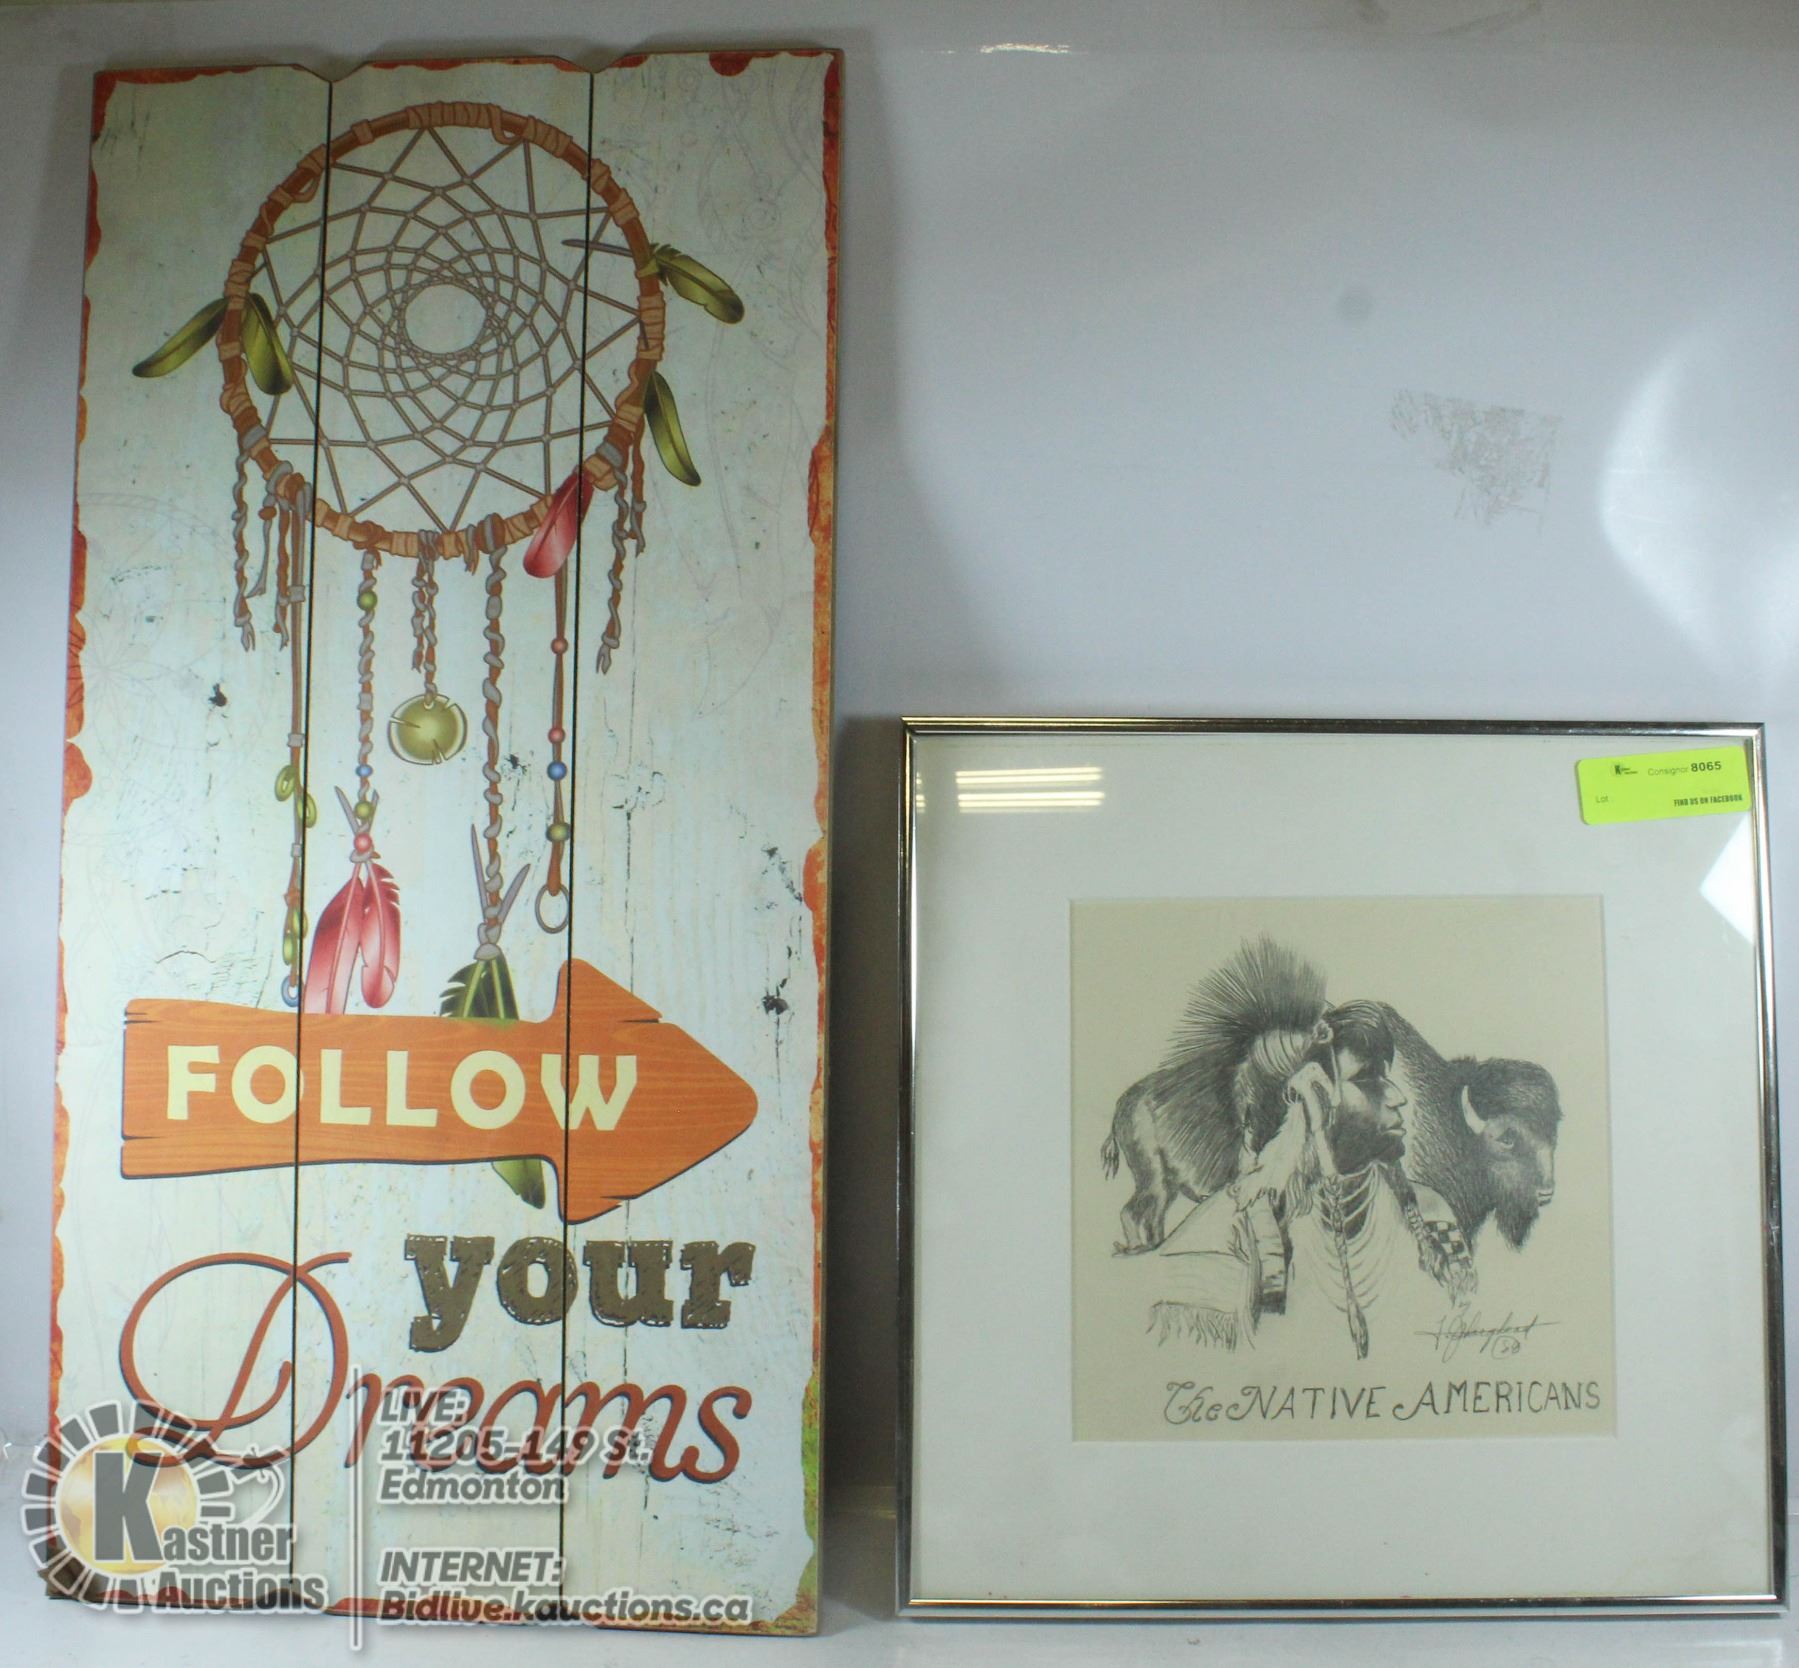 FOLLOW
your
Dreams
Kastner
Auctions
LIVE:
11205-149 St.
Edmonton
INTERNET:
Bidlive.kauctions.ca
Consignor 8065
Lot
FIND US ON FACEBOOK
The NATIVE AMERICANS